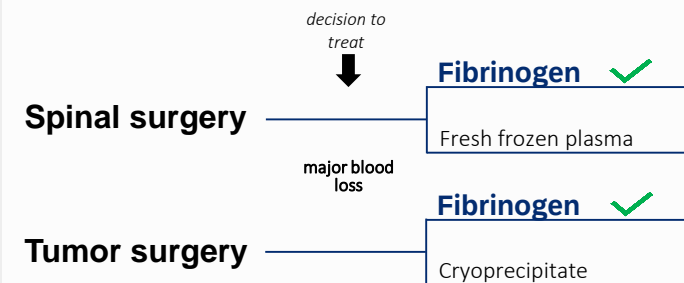 decision to
treat
Fibrinogen
Spinal surgery
Fresh frozen plasma
major blood
loss
Fibrinogen
Tumor surgery
Cryoprecipitate